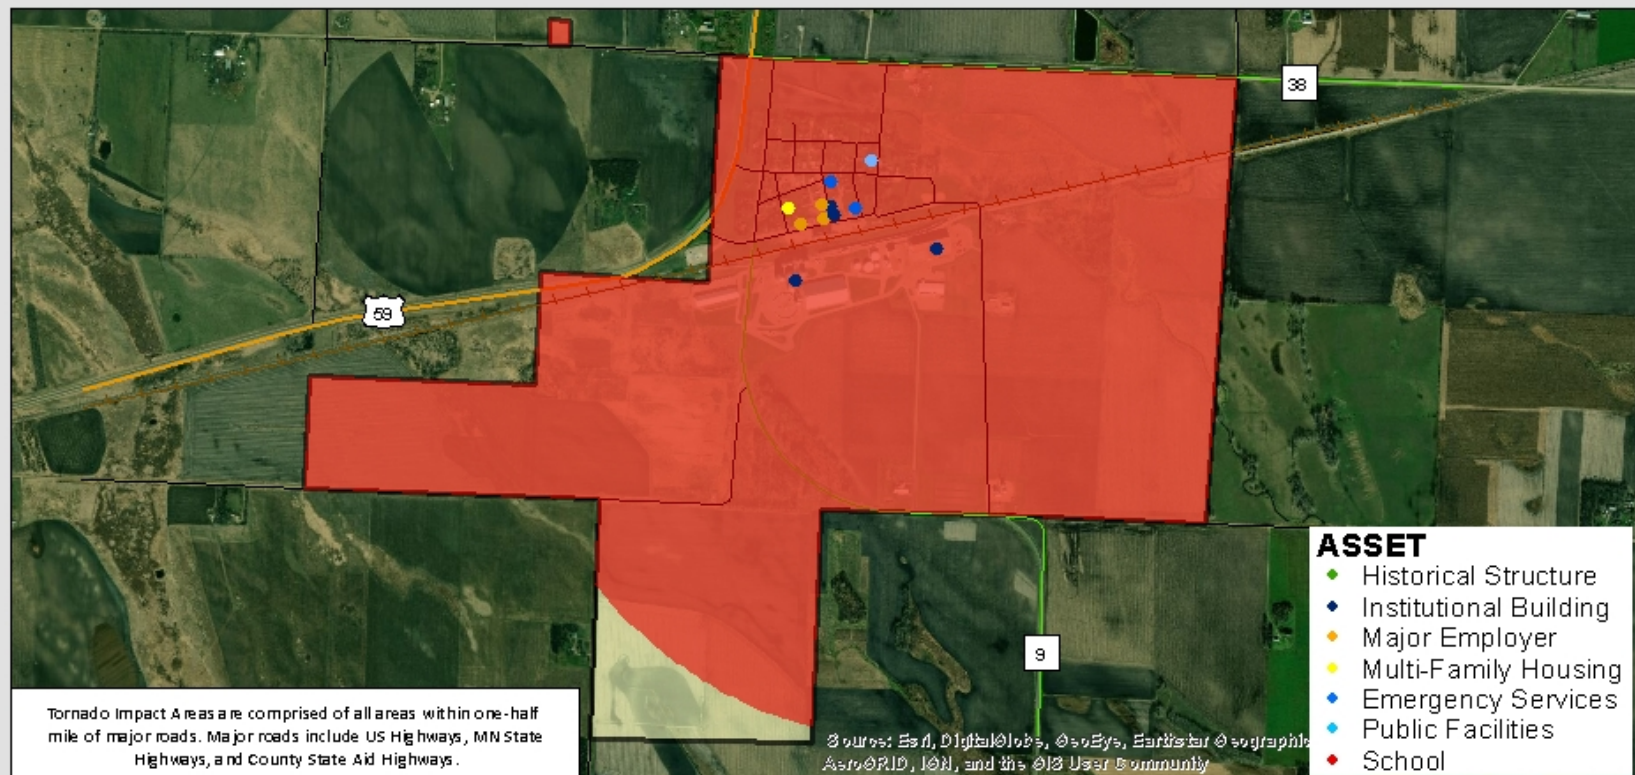 38
59
9
ASSET
Historical Structure
Institutional Building
Major Employer
Multi-Family Housing
Emergency Services
Public Facilities
School
Tornado Impact Areas are comprised of all areas within one-half
mile of major roads. Major roads include US Highways, MN State
Highways, and County State Aid Highways.
Source: Esri, DigitalGlobe, GeoEye, Earthstar Geographic
AeroGRID, IGN, and the GIS User Community